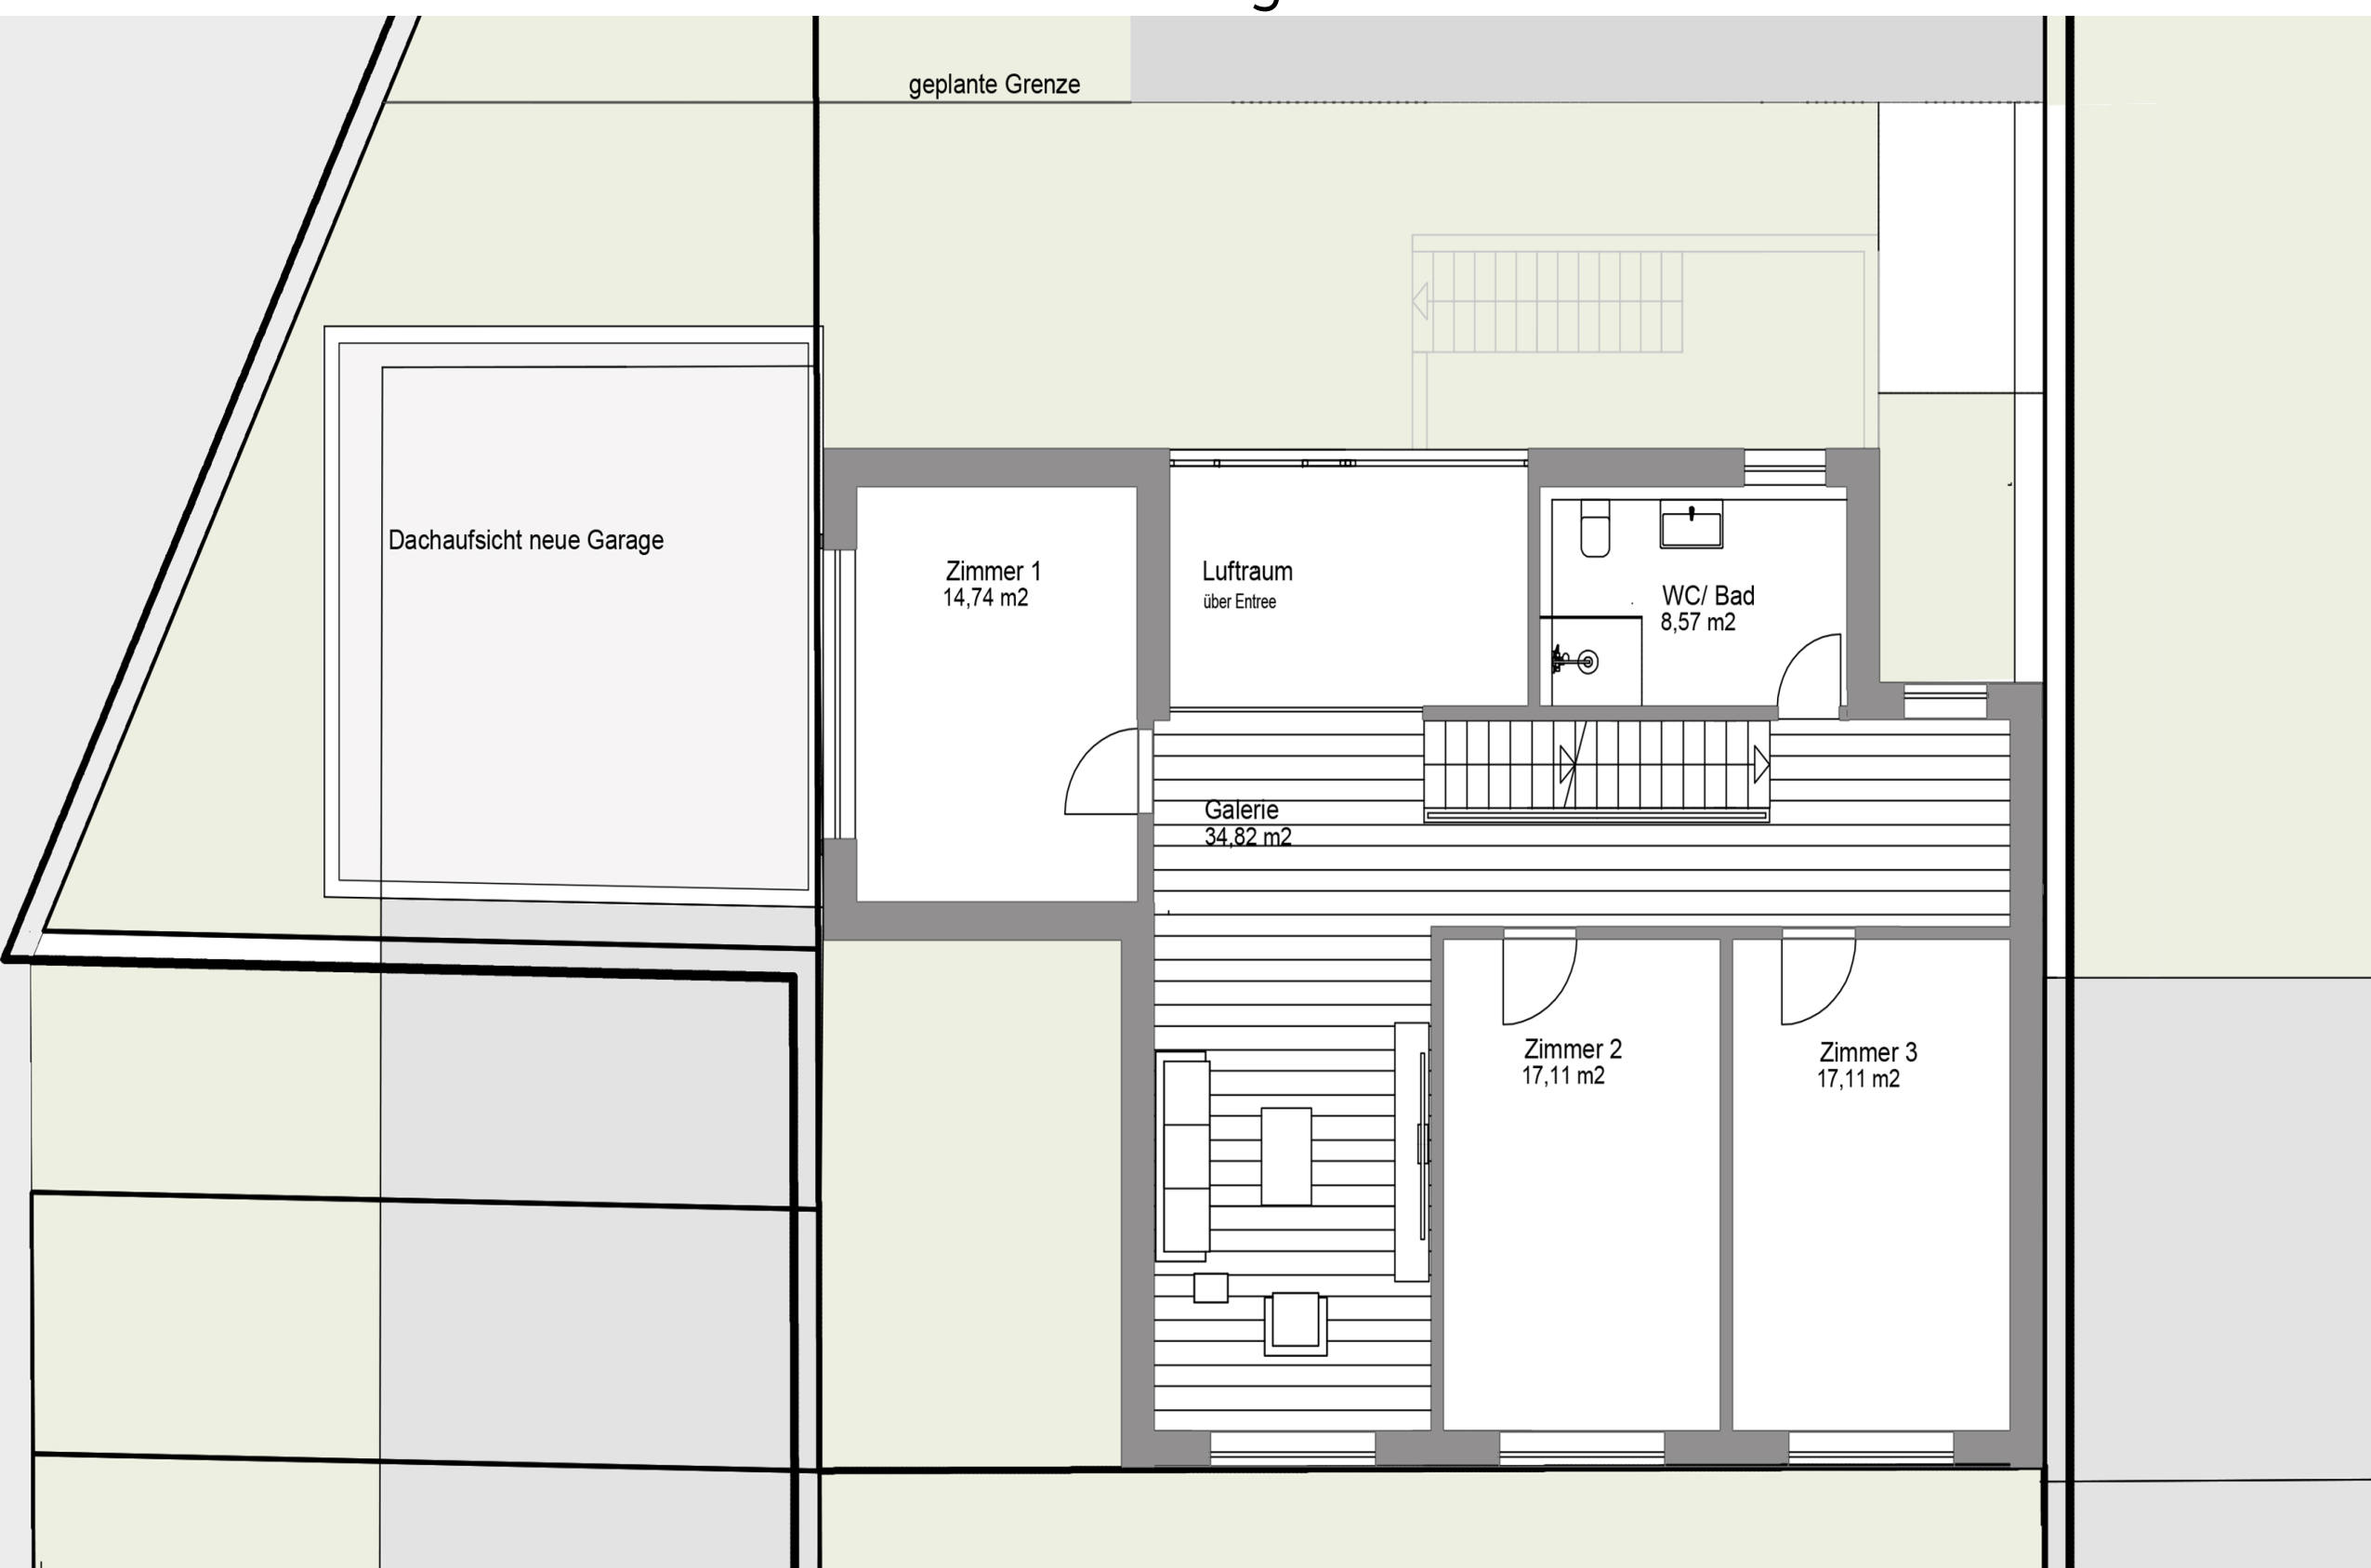 geplante Grenze
Dachaufsicht neue Garage
Zimmer 1
14,74 m2
Luftraum
über Entree
WC/ Bad
8,57 m2
Galerie
34,82 m2
Zimmer 2
17,11 m2
Zimmer 3
17,11 m2